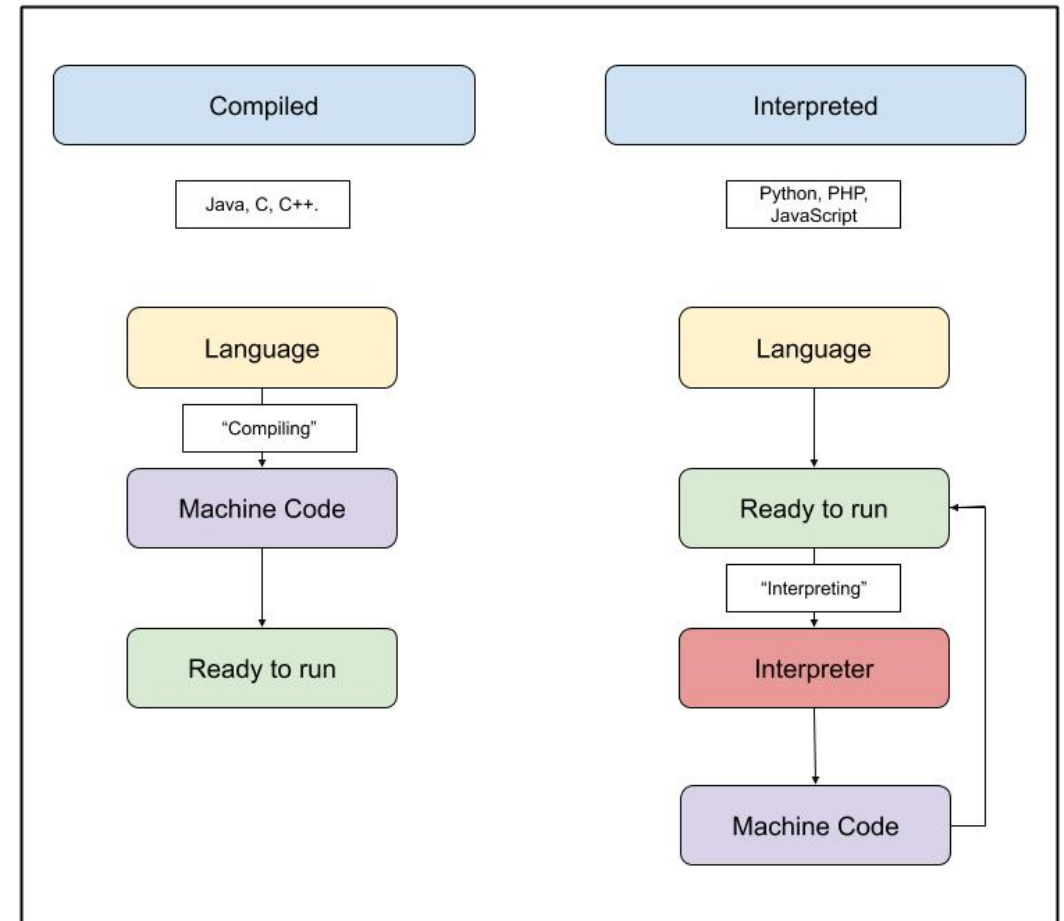 Compiled
Java, C, C++.
Language
“Compiling”
Machine Code
Ready to run
Interpreted
Python, PHP,
JavaScript
Language
Ready to run
“Interpreting”
Interpreter
Machine Code